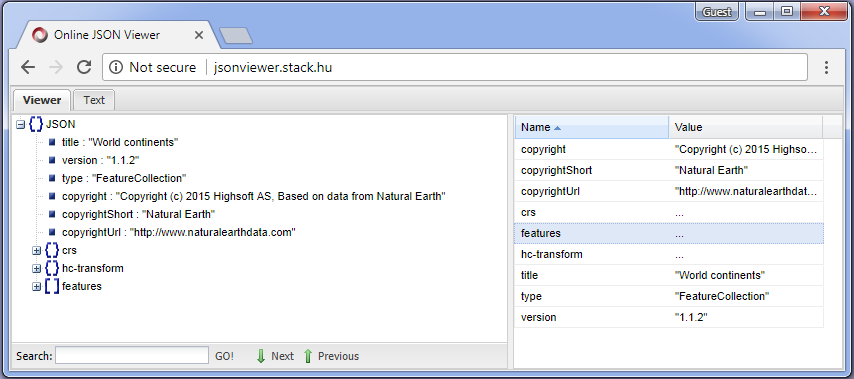 Guest
Online JSON Viewer
Not secure jsonviewer.stack.hu
Viewer Text
JSON
title : "World continents"
version : "1.1.2"
type : "FeatureCollection"
copyright : "Copyright (c) 2015 Highsoft AS, Based on data from Natural Earth"
copyrightShort : "Natural Earth"
copyrightUrl : "http://www.naturalearthdata.com"
crs
hc-transform
features
Search: GO! Next Previous
Name Value
copyright "Copyright (c) 2015 Highso...
copyrightShort "Natural Earth"
copyrightUrl "http://www.naturalearthdat...
crs ...
features ...
hc-transform ...
title "World continents"
type "FeatureCollection"
version "1.1.2"